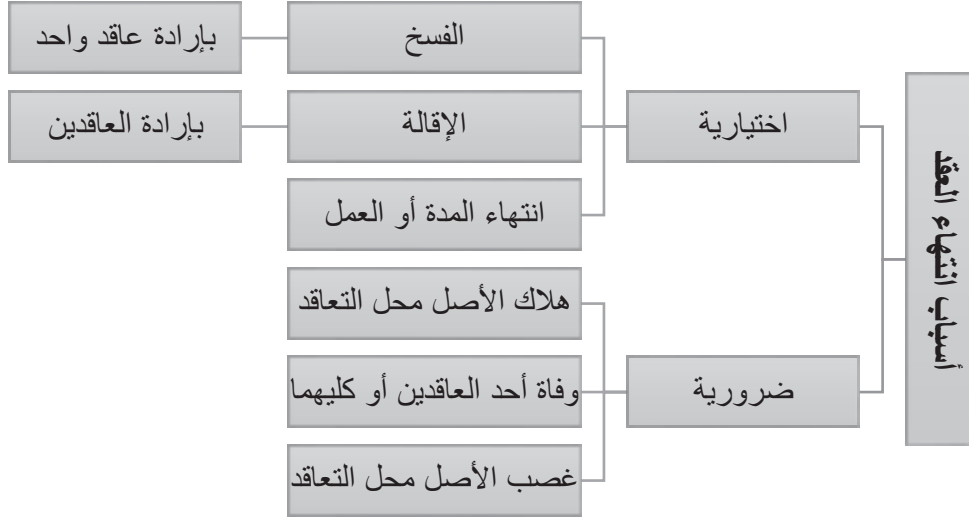 أسباب انتهاء العقد
اختيارية
الفسخ
بإرادة عاقد واحد
الإقالة
بإرادة العاقدين
انتهاء المدة أو العمل
ضرورية
هلاك الأصل محل التعاقد
وفاة أحد العاقدين أو كليهما
غصب الأصل محل التعاقد